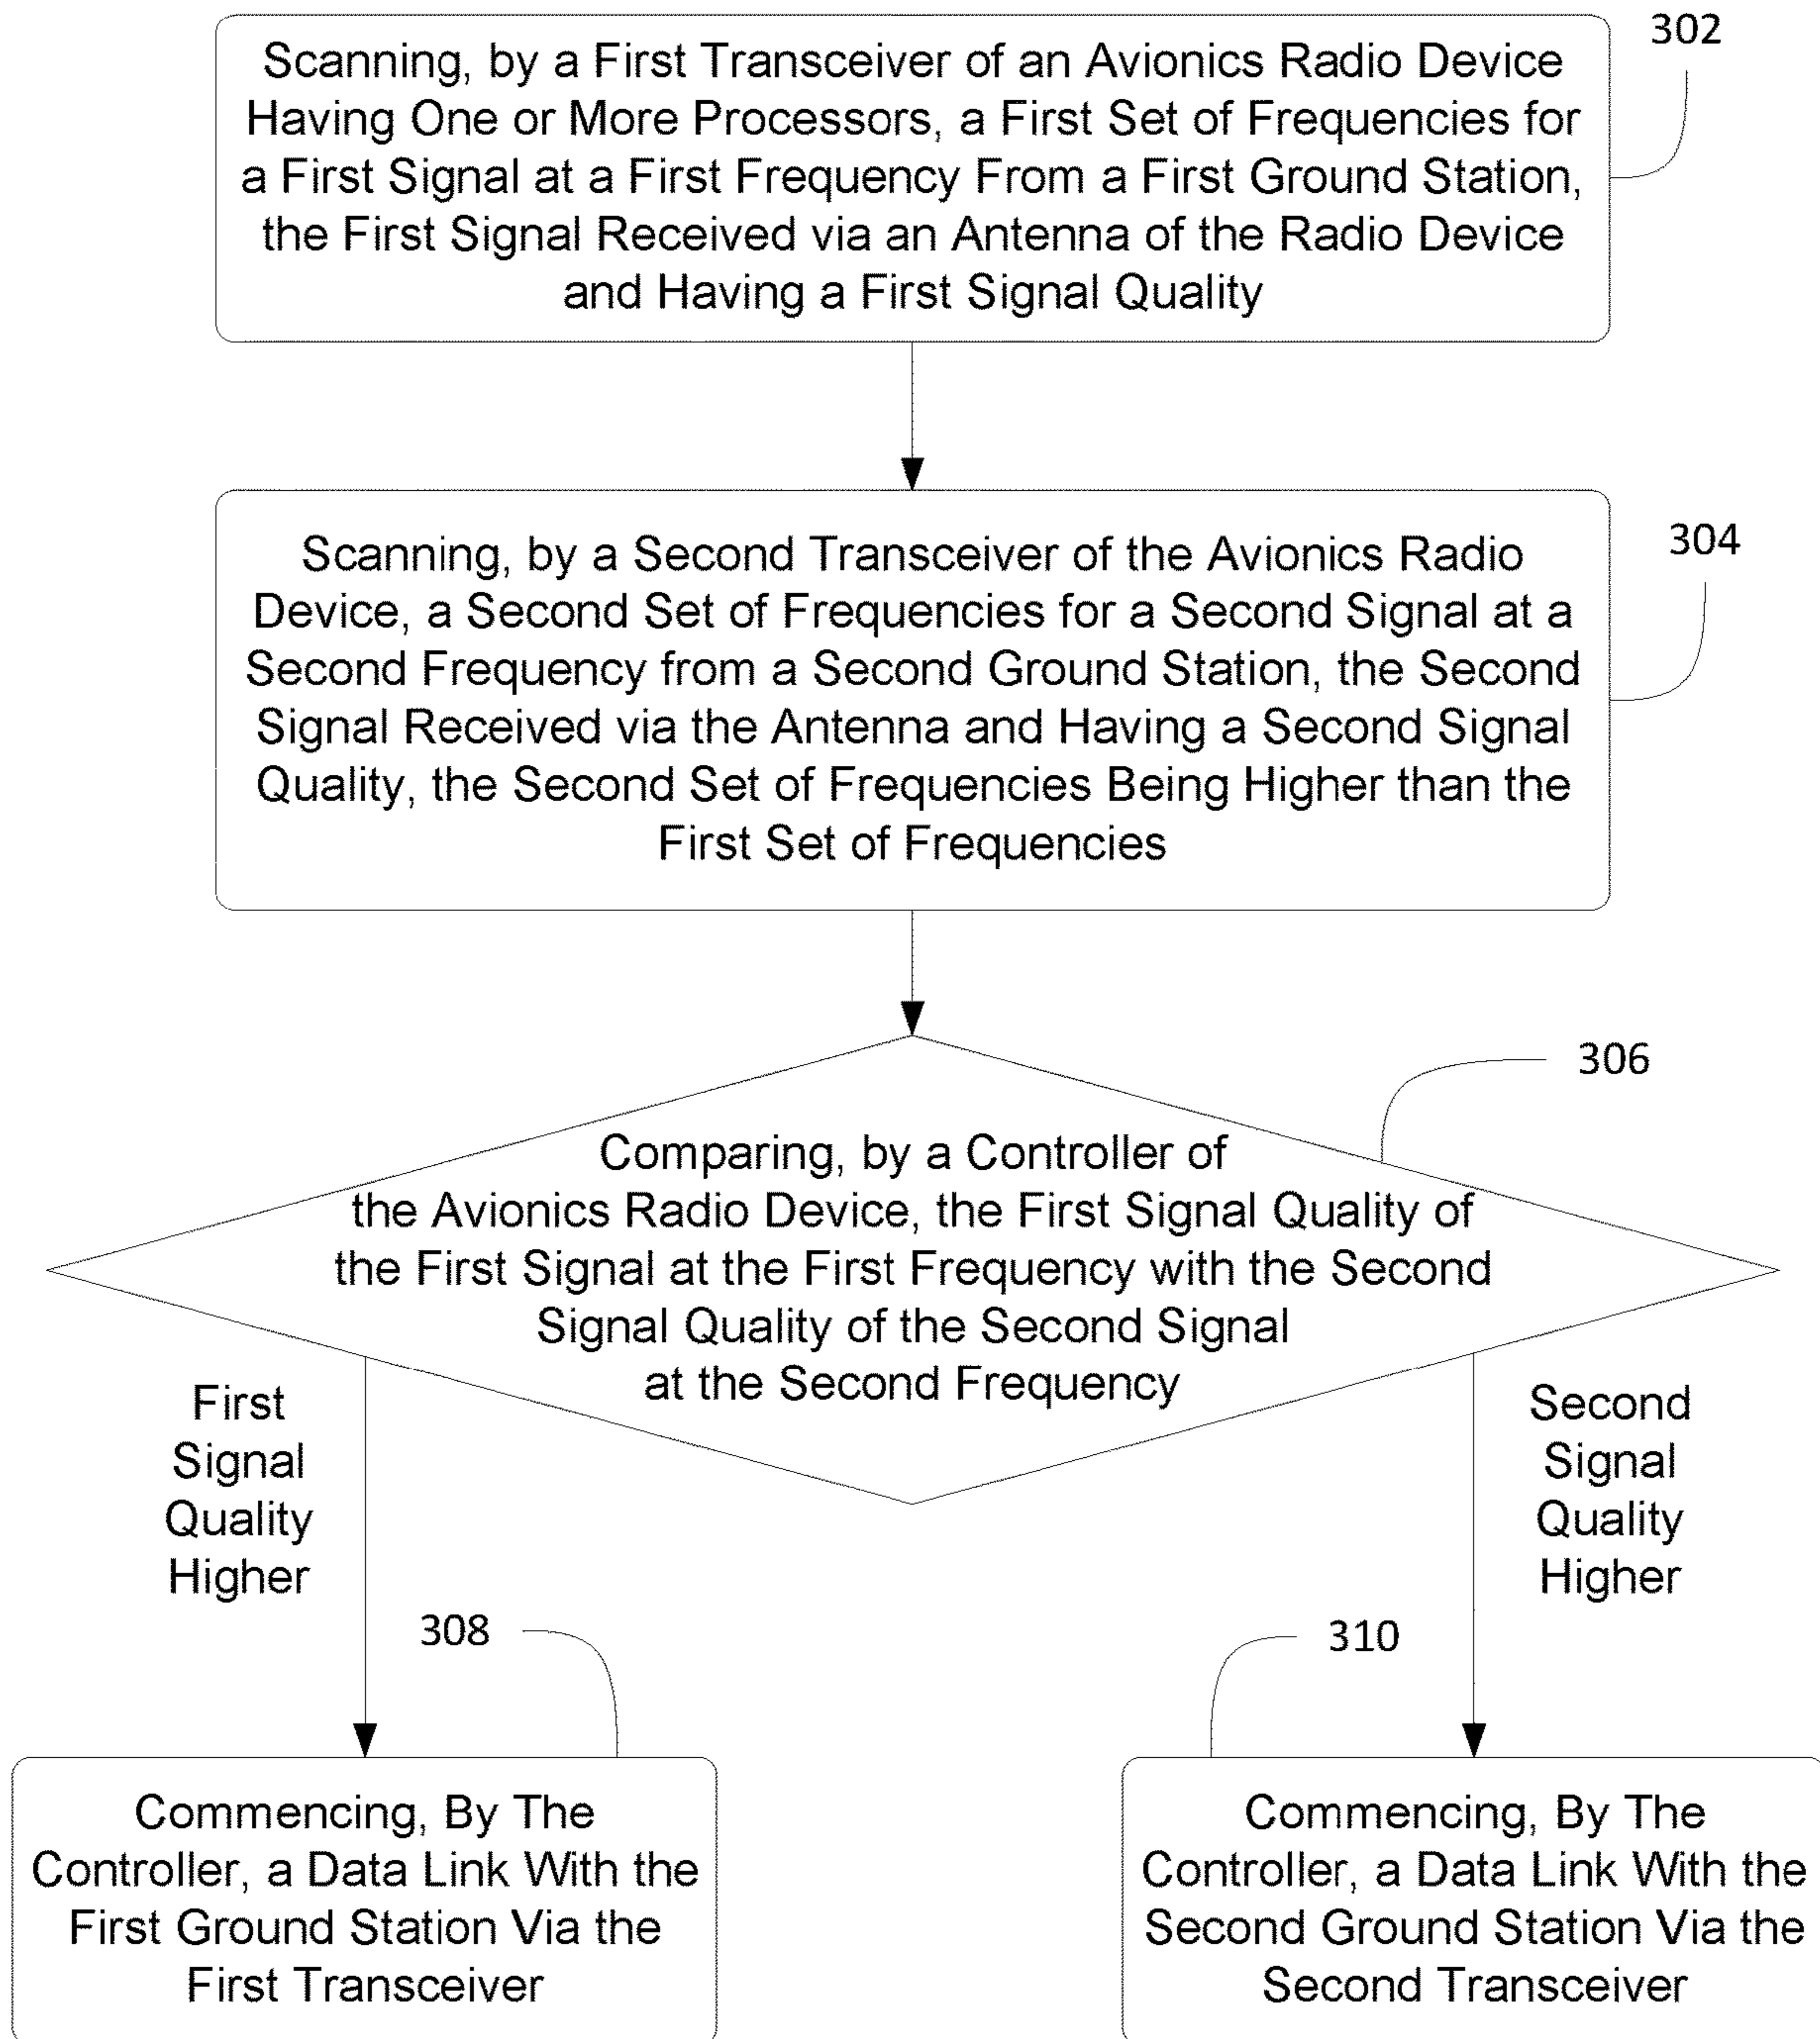 302
Scanning, by a First Transceiver of an Avionics Radio Device
Having One or More Processors, a First Set of Frequencies for
a First Signal at a First Frequency From a First Ground Station,
the First Signal Received via an Antenna of the Radio Device
and Having a First Signal Quality
304
Scanning, by a Second Transceiver of the Avionics Radio
Device, a Second Set of Frequencies for a Second Signal at a
Second Frequency from a Second Ground Station, the Second
Signal Received via the Antenna and Having a Second Signal
Quality, the Second Set of Frequencies Being Higher than the
First Set of Frequencies
306
Comparing, by a Controller of
the Avionics Radio Device, the First Signal Quality of
the First Signal at the First Frequency with the Second
Signal Quality of the Second Signal
at the Second Frequency
First
Signal
Quality
Higher
Second
Signal
Quality
Higher
308
310
Commencing, By The
Controller, a Data Link With the
First Ground Station Via the
First Transceiver
Commencing, By The
Controller, a Data Link With the
Second Ground Station Via the
Second Transceiver